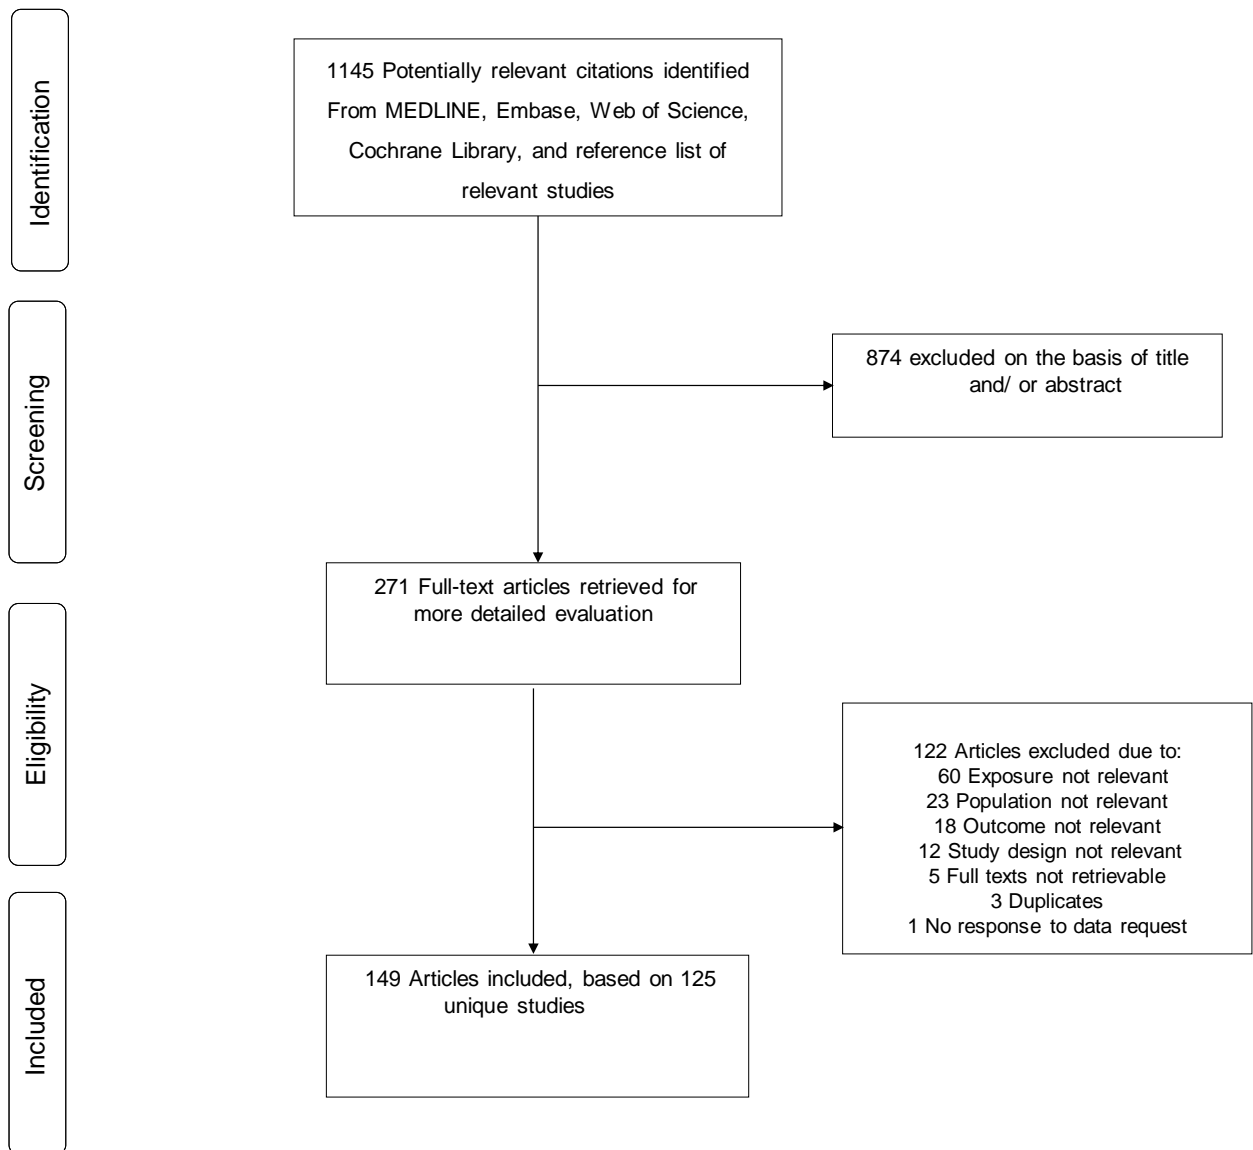 Identification
1145 Potentially relevant citations identified
From MEDLINE, Embase, Web of Science,
Cochrane Library, and reference list of
relevant studies
Screening
874 excluded on the basis of title
and/ or abstract
271 Full-text articles retrieved for
more detailed evaluation
Eligibility
122 Articles excluded due to:
60 Exposure not relevant
23 Population not relevant
18 Outcome not relevant
12 Study design not relevant
5 Full texts not retrievable
3 Duplicates
1 No response to data request
Included
149 Articles included, based on 125
unique studies